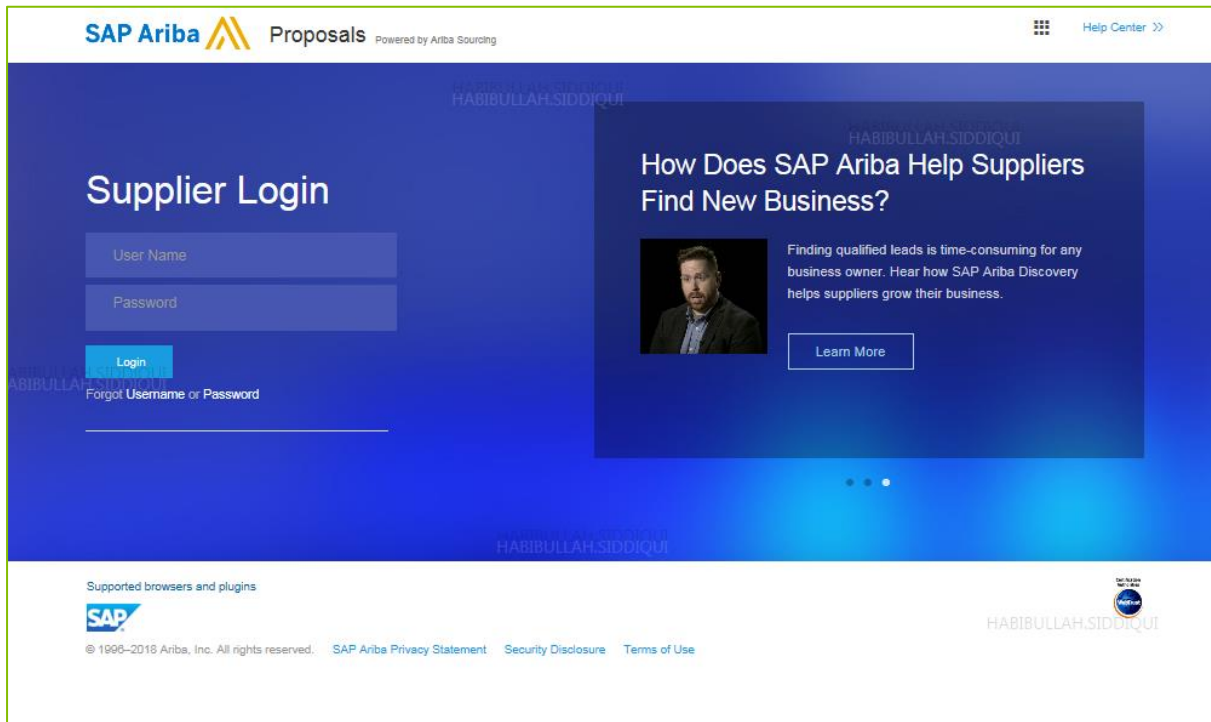 SAP Ariba Proposals Powered by Ariba Sourcing
Help Center >>
HABIBULLAH.SIDDIQUI
HABIBULLAH.SIDDIQUI
Supplier Login
User Name
Password
Login
ABIBULLAH.SIDDIQUI
Forgot Username or Password
How Does SAP Ariba Help Suppliers
Find New Business?
Finding qualified leads is time-consuming for any
business owner. Hear how SAP Ariba Discovery
helps suppliers grow their business.
Learn More
HABIBULLAH.SIDDIQUI
Supported browsers and plugins
SAP
WebTrust
HABIBULLAH.SIDDIQUI
© 1996–2018 Ariba, Inc. All rights reserved. SAP Ariba Privacy Statement Security Disclosure Terms of Use